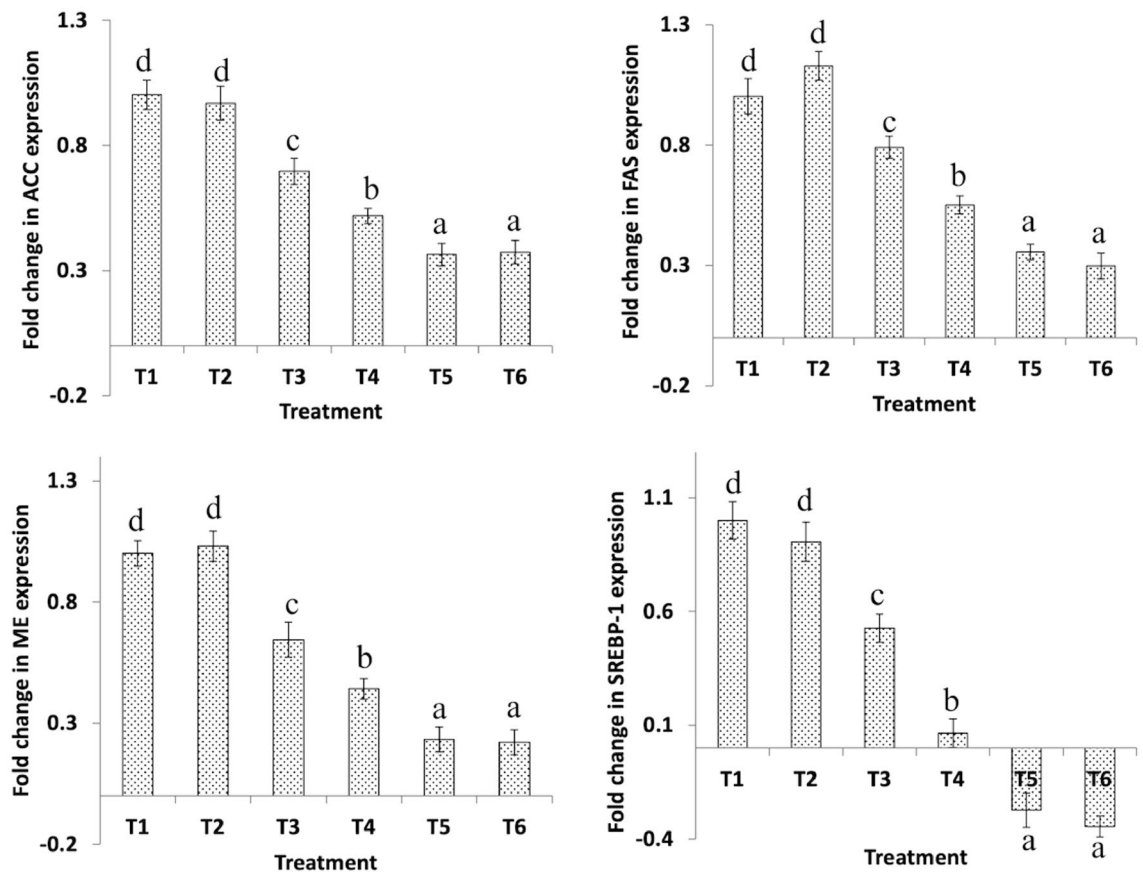 Fold change in ACC expression
1.3
0.8
0.3
-0.2
d
d
c
b
a
a
T1 T2 T3 T4 T5 T6
Treatment
Fold change in FAS expression
1.3
0.8
0.3
-0.2
d
d
c
b
a
a
T1 T2 T3 T4 T5 T6
Treatment
Fold change in ME expression
1.3
0.8
0.3
-0.2
d
d
c
b
a
a
T1 T2 T3 T4 T5 T6
Treatment
Fold change in SREBP-1 expression
1.1
0.6
0.1
-0.4
d
d
c
b
T1 T2 T3 T4 T5 T6
a
a
Treatment